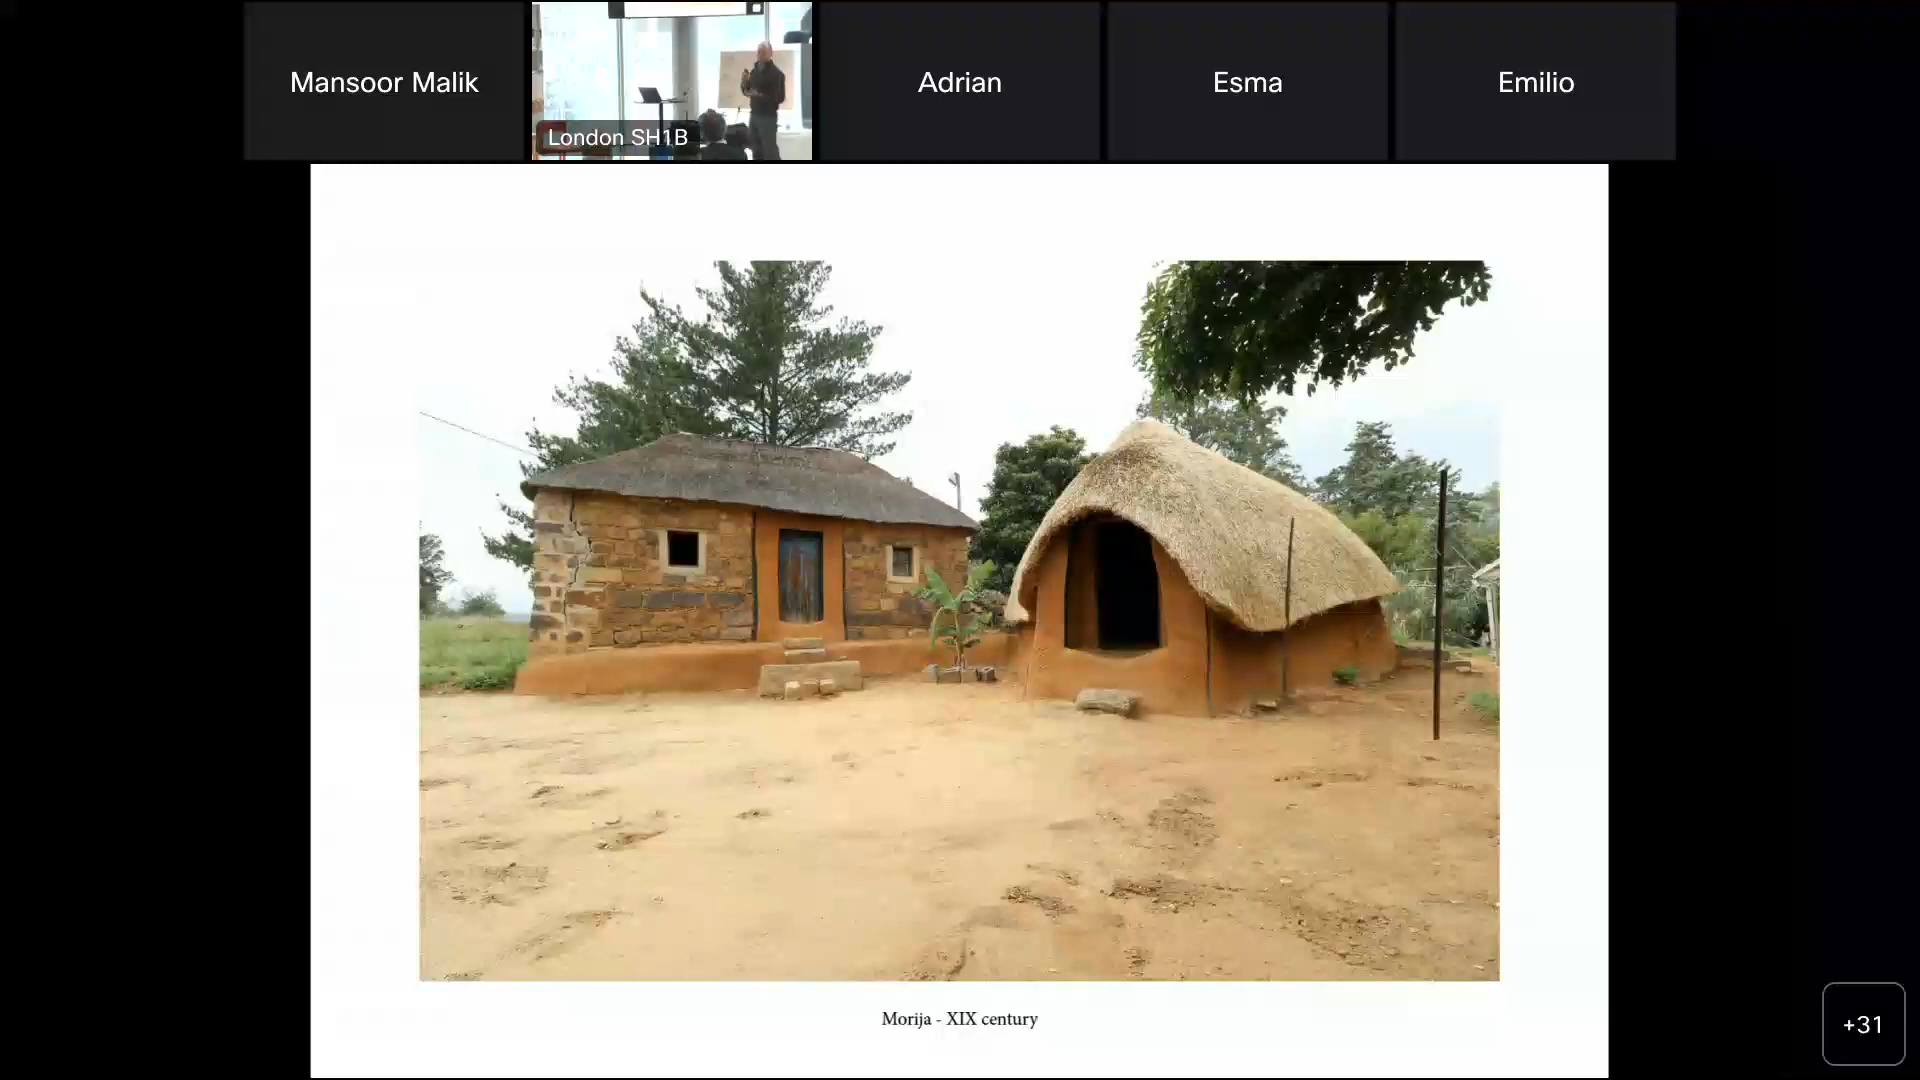 Mansoor Malik
London SH1B
Adrian
Esma
Emilio
Morija - XIX century
+31